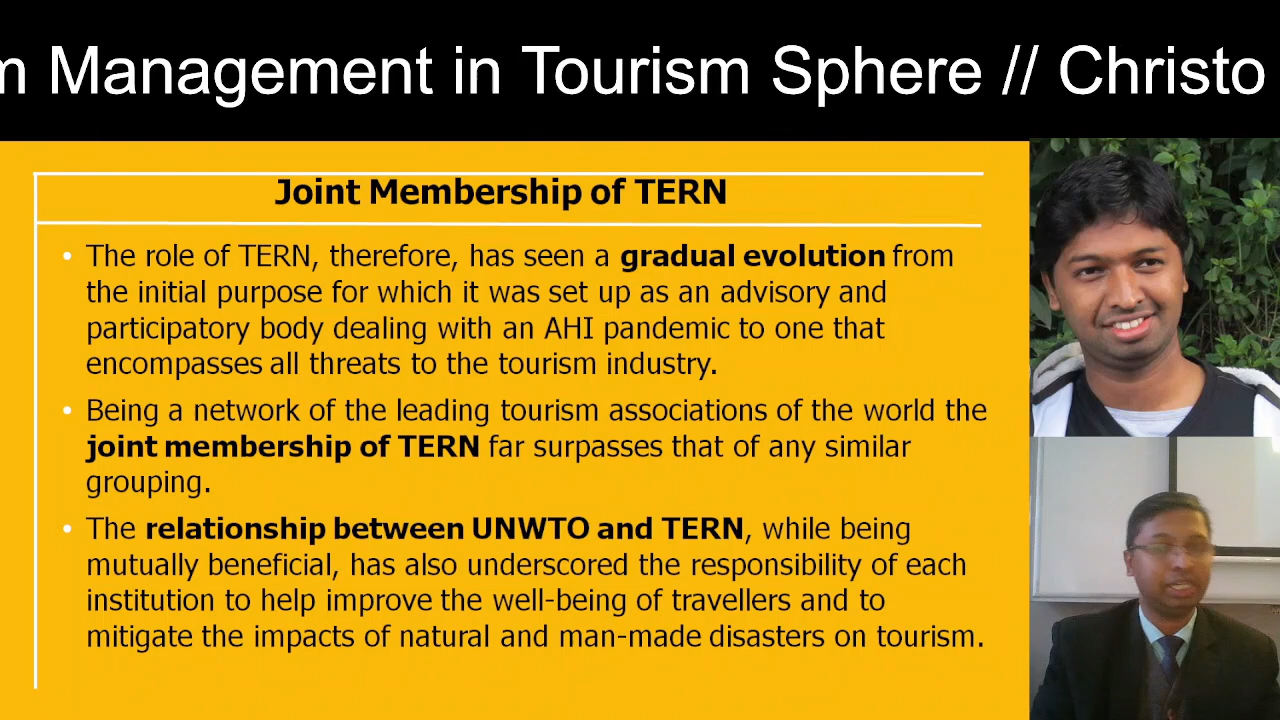 m Management in Tourism Sphere // Christo
Joint Membership of TERN
• The role of TERN, therefore, has seen a gradual evolution from
the initial purpose for which it was set up as an advisory and
participatory body dealing with an AHI pandemic to one that
encompasses all threats to the tourism industry.
• Being a network of the leading tourism associations of the world the
joint membership of TERN far surpasses that of any similar
grouping.
• The relationship between UNWTO and TERN, while being
mutually beneficial, has also underscored the responsibility of each
institution to help improve the well-being of travellers and to
mitigate the impacts of natural and man-made disasters on tourism.